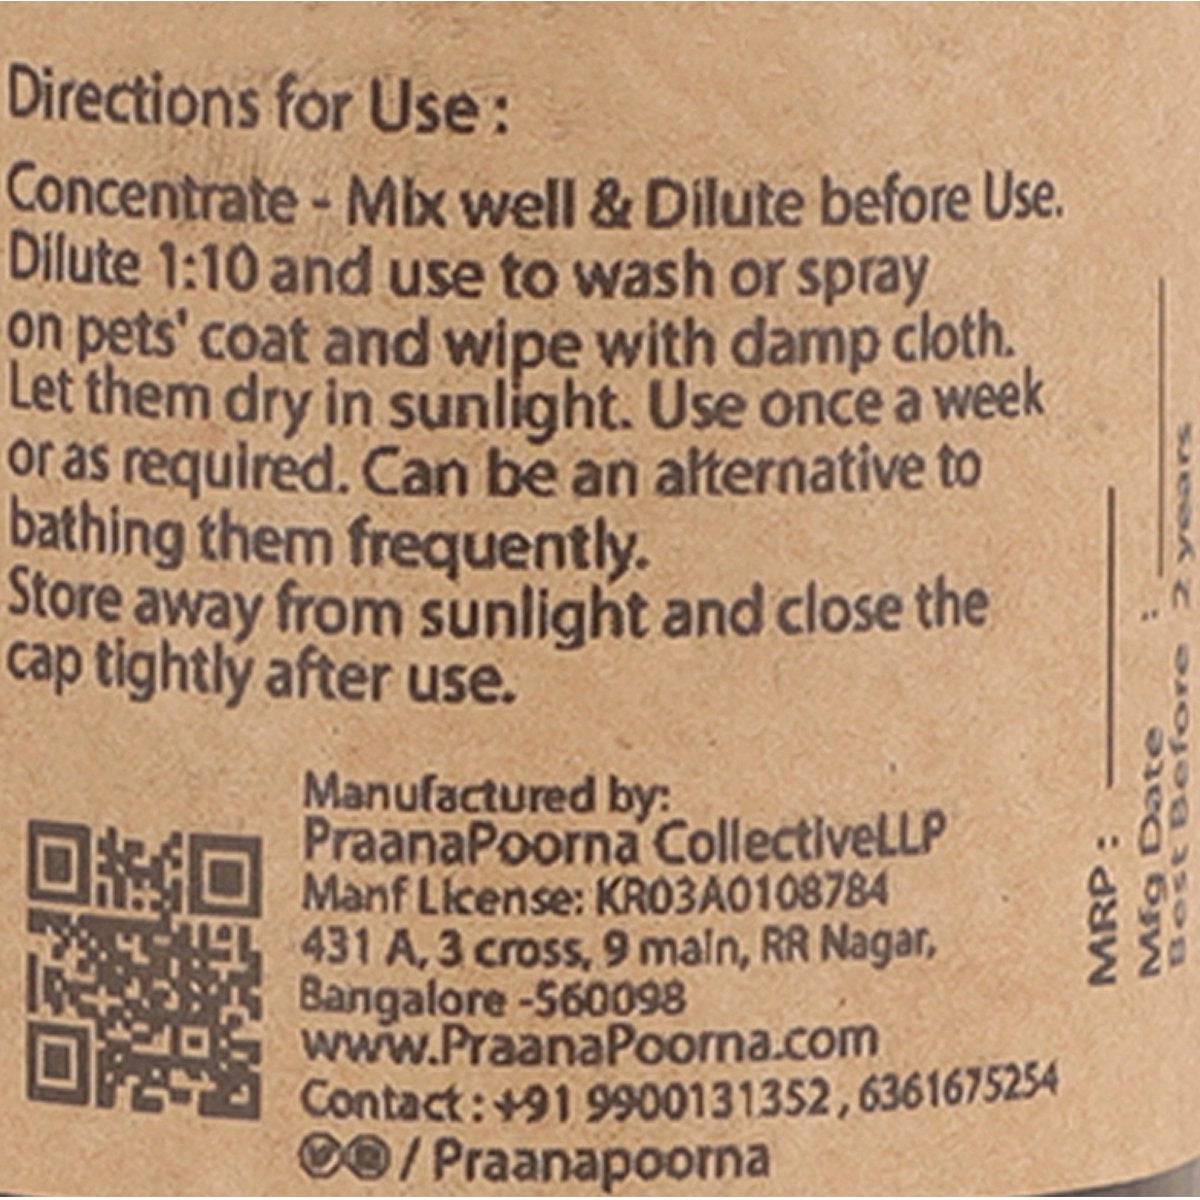 Directions for Use :
Concentrate - Mix well & Dilute before Use.
Dilute 1:10 and use to wash or spray
on pets' coat and wipe with damp cloth.
Let them dry in sunlight. Use once a week
or as required. Can be an alternative to
bathing them frequently.
Store away from sunlight and close the
cap tightly after use.
Manufactured by:
PraanaPoorna CollectiveLLP
Manf License: KR03A0108784
431 A, 3 cross, 9 main, RR Nagar,
Bangalore -560098
www.PraanaPoorna.com
Contact : +91 9900131352 , 6361675254
/ Praanapoorna
MRP :
Mfg Date :
Best Before 2 years